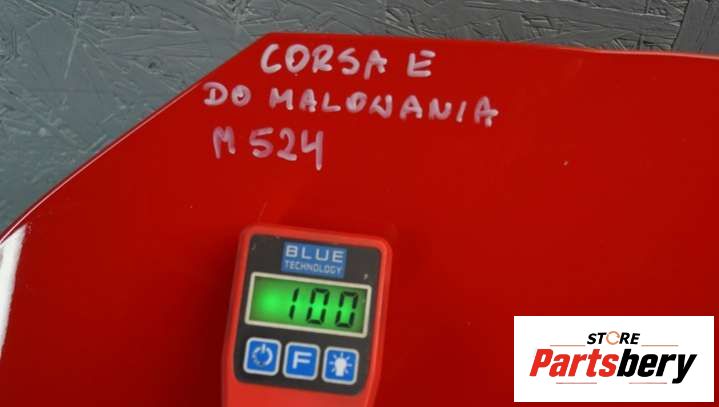 CORSA E
DO MALOWANIA
M 524
BLUE
TECHNOLOGY
100
F
STORE
Partsbery